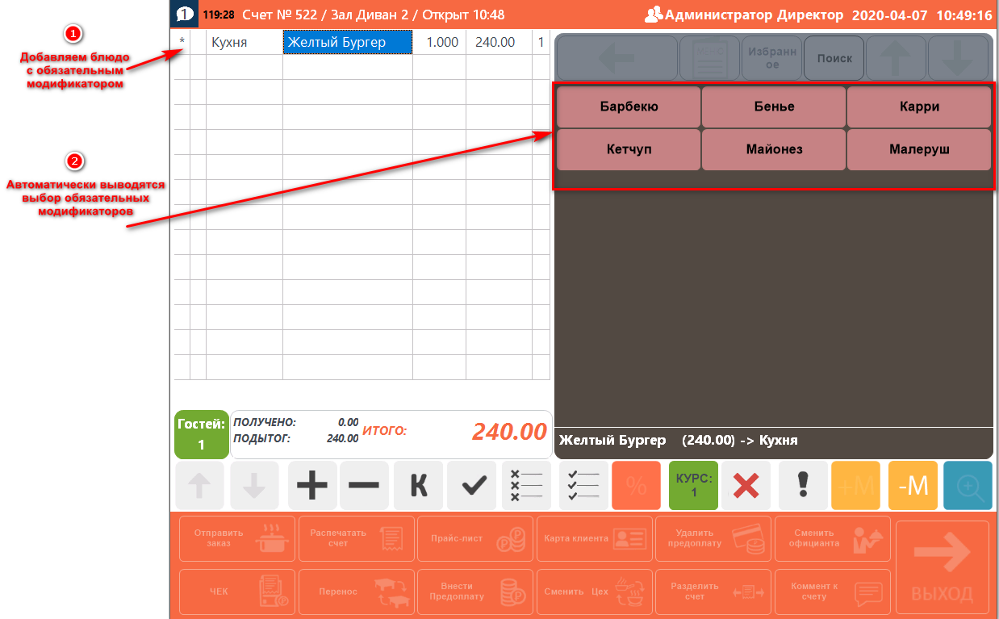 1 119:28 Счет № 522 / Зал Диван 2 / Открыт 10:48 Администратор Директор 2020-04-07 10:49:16
1
Добавляем блюдо
с обязательным
модификатором
* Кухня Желтый Бургер 1.000 240.00 1
МЕНЮ
Избранн
ое
Поиск
Барбекю Бенье Карри
Кетчуп Майонез Малеруш
2
Автоматически выводятся
выбор обязательных
модификаторов
Гостей:
1
ПОЛУЧЕНО: 0.00
ПОДЫТОГ: 240.00
ИТОГО: 240.00
Желтый Бургер (240.00) -> Кухня
К
%
КУРС:
1
!
+М
-М
Отправить
заказ
Распечатать
счет
Прайс-лист
Карта клиента
Удалить
предоплату
Сменить
официанта
ЧЕК
Перенос
Внести
Предоплату
Сменить Цех
Разделить
счет
Коммент к
счету
ВЫХОД